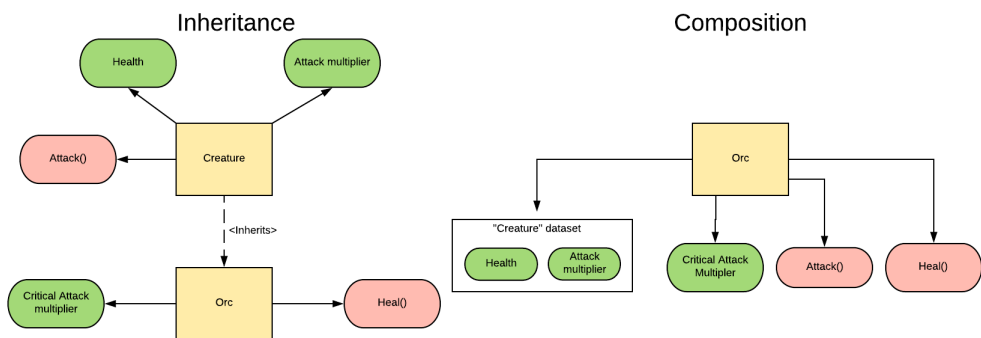 Inheritance
Health
Attack multiplier
Attack()
Creature
<Inherits>
Critical Attack
multiplier
Orc
Heal()
Composition
Orc
"Creature" dataset
Health
Attack
multiplier
Critical Attack
Multipler
Attack()
Heal()